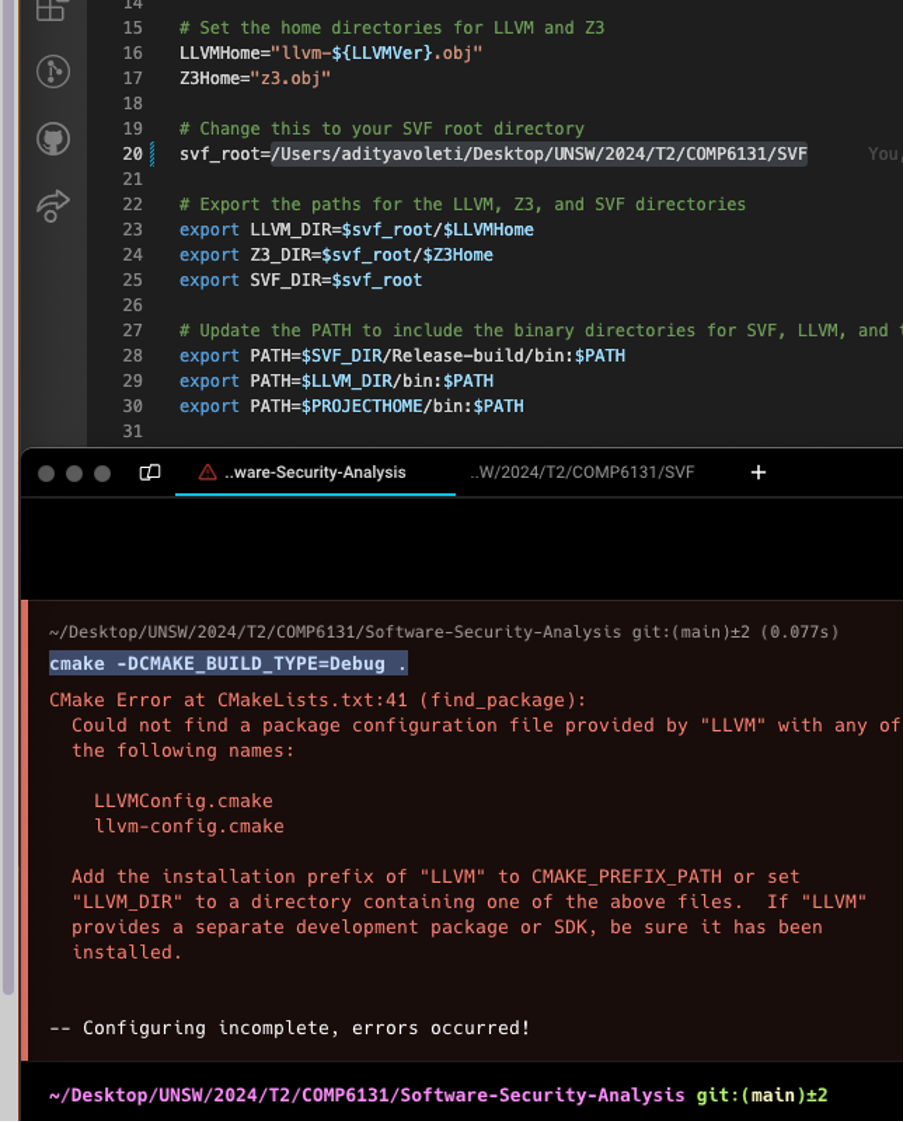 14
15 # Set the home directories for LLVM and Z3
16 LLVMHome="llvm-${LLVMVer}.obj"
17 Z3Home="z3.obj"
18
19 # Change this to your SVF root directory
20 svf_root=/Users/adityavoleti/Desktop/UNSW/2024/T2/COMP6131/SVF You,
21
22 # Export the paths for the LLVM, Z3, and SVF directories
23 export LLVM_DIR=$svf_root/$LLVMHome
24 export Z3_DIR=$svf_root/$Z3Home
25 export SVF_DIR=$svf_root
26
27 # Update the PATH to include the binary directories for SVF, LLVM, and
28 export PATH=$SVF_DIR/Release-build/bin:$PATH
29 export PATH=$LLVM_DIR/bin:$PATH
30 export PATH=$PROJECTHOME/bin:$PATH
31
..ware-Security-Analysis ..W/2024/T2/COMP6131/SVF +
~/Desktop/UNSW/2024/T2/COMP6131/Software-Security-Analysis git:(main)±2 (0.077s)
cmake -DCMAKE_BUILD_TYPE=Debug .
CMake Error at CMakeLists.txt:41 (find_package):
Could not find a package configuration file provided by "LLVM" with any of
the following names:
LLVMConfig.cmake
llvm-config.cmake
Add the installation prefix of "LLVM" to CMAKE_PREFIX_PATH or set
"LLVM_DIR" to a directory containing one of the above files. If "LLVM"
provides a separate development package or SDK, be sure it has been
installed.
-- Configuring incomplete, errors occurred!
~/Desktop/UNSW/2024/T2/COMP6131/Software-Security-Analysis git:(main)±2